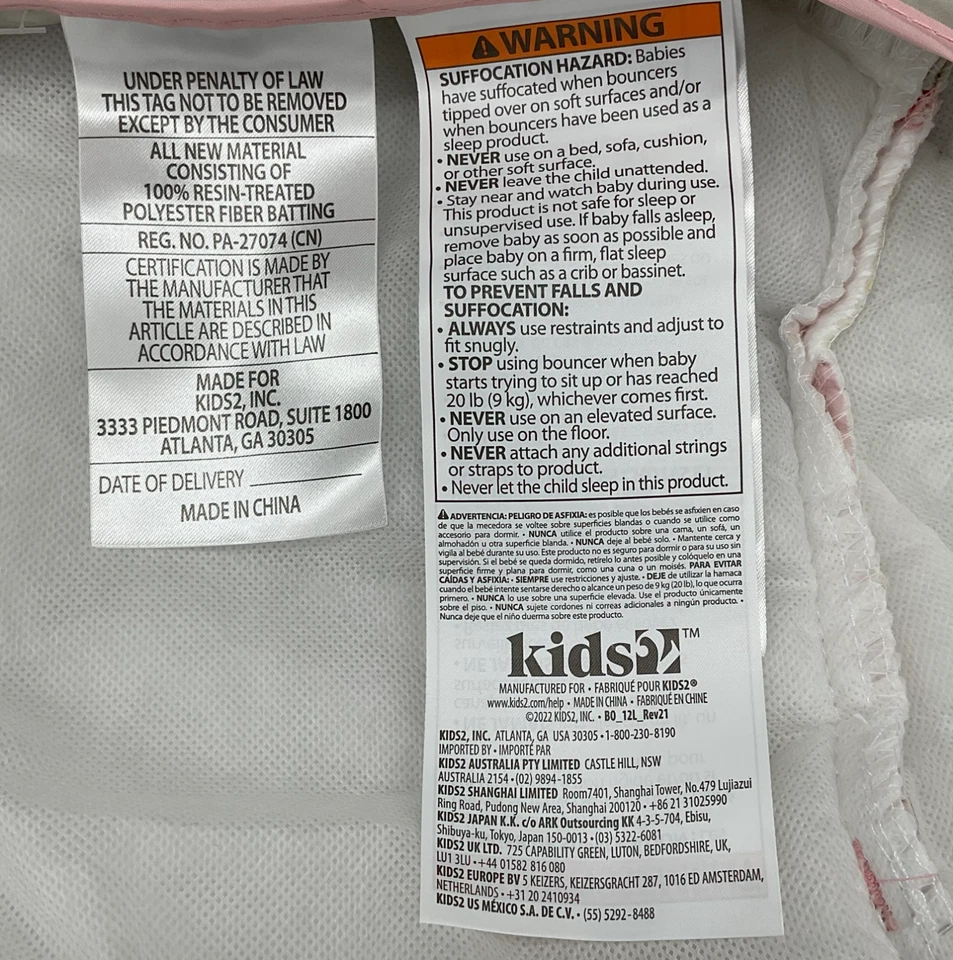 UNDER PENALTY OF LAW
THIS TAG NOT TO BE REMOVED
EXCEPT BY THE CONSUMER
ALL NEW MATERIAL
CONSISTING OF
100% RESIN-TREATED
POLYESTER FIBER BATTING
REG. NO. PA-27074 (CN)
CERTIFICATION IS MADE BY
THE MANUFACTURER THAT
THE MATERIALS IN THIS
ARTICLE ARE DESCRIBED IN
ACCORDANCE WITH LAW
MADE FOR
KIDS2, INC.
3333 PIEDMONT ROAD, SUITE 1800
ATLANTA, GA 30305
DATE OF DELIVERY
MADE IN CHINA
WARNING
SUFFOCATION HAZARD: Babies
have suffocated when bouncers
tipped over on soft surfaces and/or
when bouncers have been used as a
sleep product.
• NEVER use on a bed, sofa, cushion,
or other soft surface.
• NEVER leave the child unattended.
• Stay near and watch baby during use.
This product is not safe for sleep or
unsupervised use. If baby falls asleep,
remove baby as soon as possible and
place baby on a firm, flat sleep
surface such as a crib or bassinet.
TO PREVENT FALLS AND
SUFFOCATION:
• ALWAYS use restraints and adjust to
fit snugly.
• STOP using bouncer when baby
starts trying to sit up or has reached
20 lb (9 kg), whichever comes first.
• NEVER use on an elevated surface.
Only use on the floor.
• NEVER attach any additional strings
or straps to product.
• Never let the child sleep in this product.
ADVERTENCIA: PELIGRO DE ASFIXIA: es posible que los bebés se asfixien en caso
de que la mecedora se voltee sobre superficies blandas o cuando se utilice como
accesorio para dormir. • NUNCA utilice el producto sobre una cama, un sofá, un
almohadón u otra superficie blanda. • NUNCA deje al bebé solo. • Mantente cerca y
vigila al bebé durante su uso. Este producto no es seguro para dormir o para su uso sin
supervisión. Si el bebé se queda dormido, retírelo lo antes posible y colóquelo en una
superficie firme y plana para dormir, como una cuna o un moisés. PARA EVITAR
CAÍDAS Y ASFIXIA: • SIEMPRE use restricciones y ajuste. • DEJE de utilizar la hamaca
cuando el bebé intente sentarse derecho o alcance un peso de 9 kg (20 lb), lo que ocurra
primero. • NUNCA lo use sobre una superficie elevada. Use el producto únicamente
sobre el piso. • NUNCA sujete cordones ni correas adicionales a ningún producto. •
Nunca deje que el niño duerma sobre este producto.
kids2™
MANUFACTURED FOR • FABRIQUÉ POUR KIDS2®
www.kids2.com/help • MADE IN CHINA • FABRIQUÉ EN CHINE
©2022 KIDS2, INC. • BO_12L_Rev21
KIDS2, INC. ATLANTA, GA USA 30305 • 1-800-230-8190
IMPORTED BY • IMPORTÉ PAR
KIDS2 AUSTRALIA PTY LIMITED CASTLE HILL, NSW
AUSTRALIA 2154 • (02) 9894-1855
KIDS2 SHANGHAI LIMITED Room7401, Shanghai Tower, No.479 Lujiazui
Ring Road, Pudong New Area, Shanghai 200120 • +86 21 31025990
KIDS2 JAPAN K.K. c/o ARK Outsourcing KK 4-3-5-704, Ebisu,
Shibuya-ku, Tokyo, Japan 150-0013 • (03) 5322-6081
KIDS2 UK LTD. 725 CAPABILITY GREEN, LUTON, BEDFORDSHIRE, UK,
LU1 3LU • +44 01582 816 080
KIDS2 EUROPE BV 5 KEIZERS, KEIZERSGRACHT 287, 1016 ED AMSTERDAM,
NETHERLANDS • +31 20 2410934
KIDS2 US MÉXICO S.A. DE C.V. • (55) 5292-8488